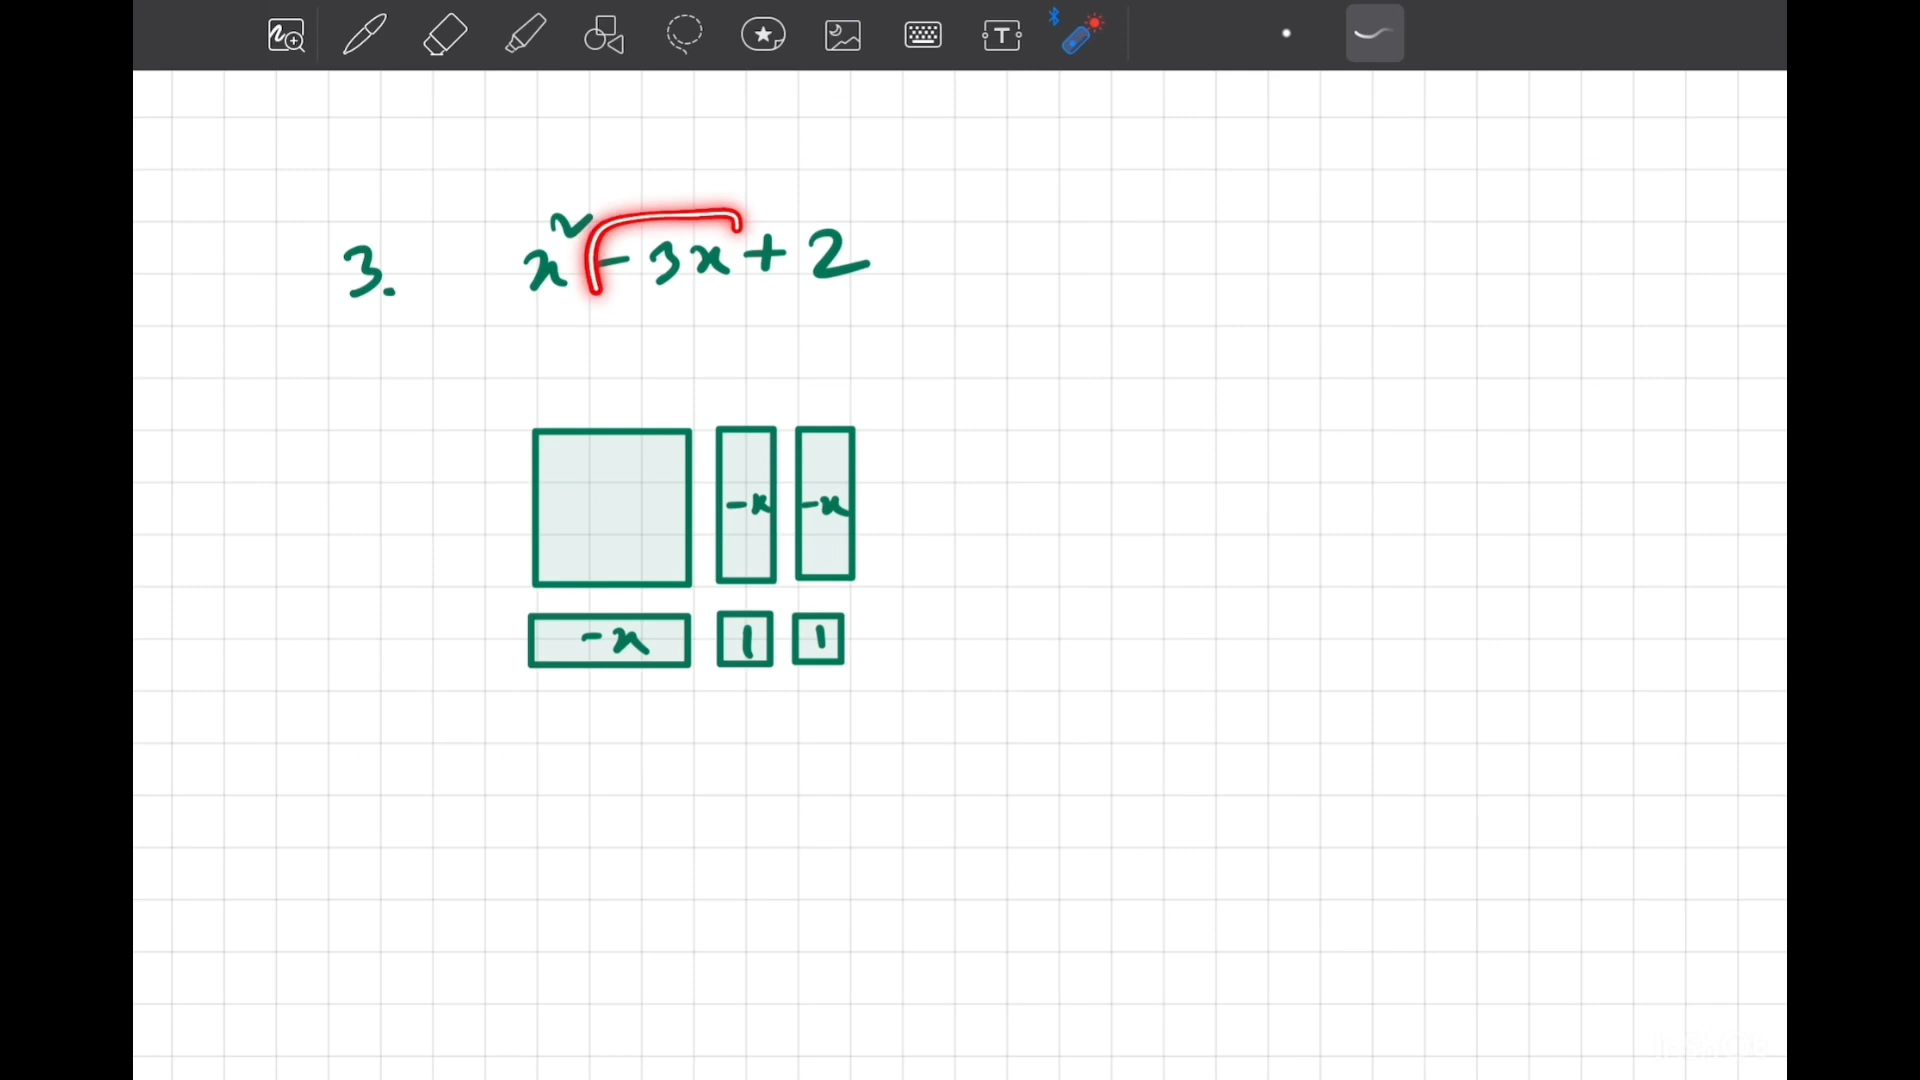 3. x² - 3x + 2
-x -x
-x 1 1